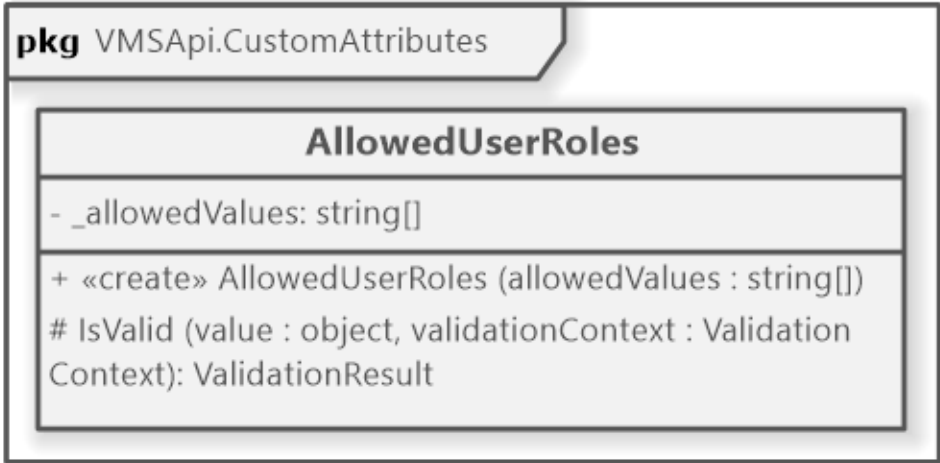 pkg VMSApi.CustomAttributes
AllowedUserRoles
- _allowedValues: string[]
+ «create» AllowedUserRoles (allowedValues : string[])
# IsValid (value : object, validationContext : Validation
Context): ValidationResult